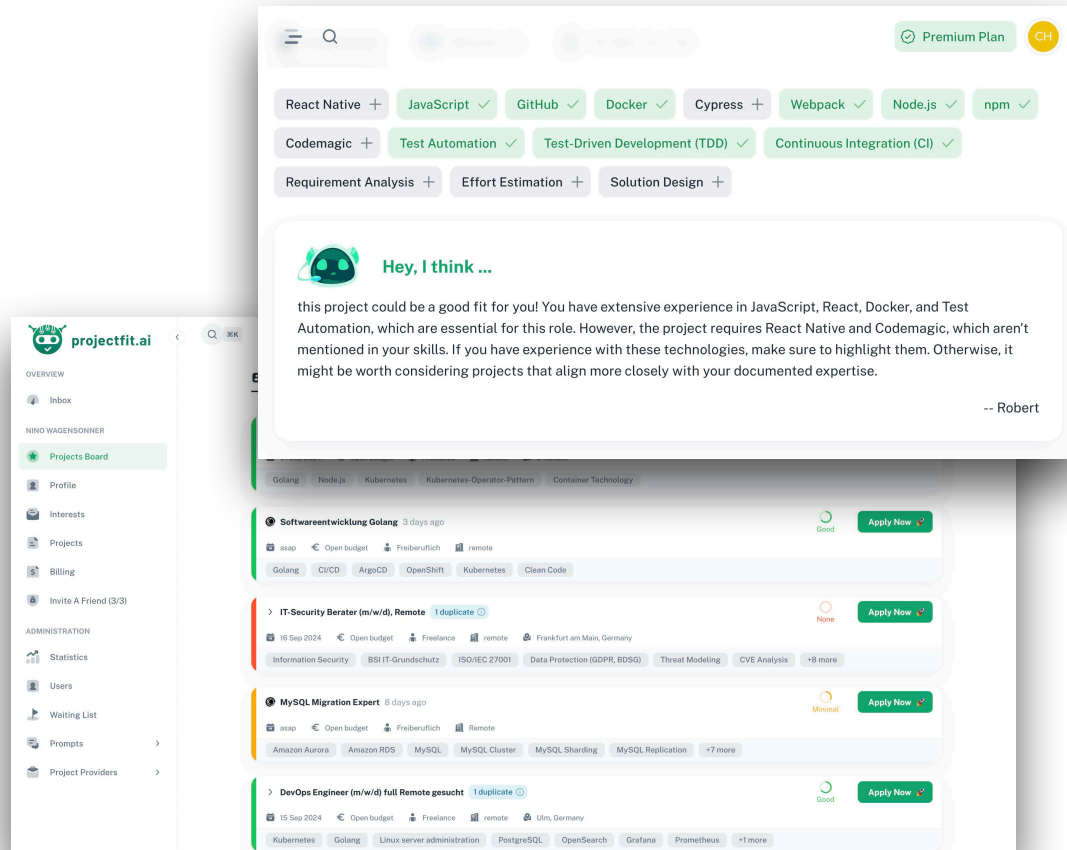 Premium Plan
CH
React Native
JavaScript
GitHub
Docker
Cypress
Webpack
Node.js
npm
Codemagic
Test Automation
Test-Driven Development (TDD)
Continuous Integration (CI)
Requirement Analysis
Effort Estimation
Solution Design
Hey, I think ...
this project could be a good fit for you! You have extensive experience in JavaScript, React, Docker, and Test
Automation, which are essential for this role. However, the project requires React Native and Codemagic, which aren't
mentioned in your skills. If you have experience with these technologies, make sure to highlight them. Otherwise, it
might be worth considering projects that align more closely with your documented expertise.
-- Robert
projectfit.ai
⌘K
OVERVIEW
Inbox
NINO WAGENSONNER
Projects Board
Profile
Interests
Projects
Billing
Invite A Friend (3/3)
ADMINISTRATION
Statistics
Users
Waiting List
Prompts
Project Providers
Golang Node.js Kubernetes Kubernetes-Operator-Pattern Container Technology
Softwareentwicklung Golang 3 days ago
Good
Apply Now
asap € Open budget Freiberuflich remote
Golang CI/CD ArgoCD OpenShift Kubernetes Clean Code
IT-Security Berater (m/w/d), Remote 1 duplicate
None
Apply Now
16 Sep 2024 € Open budget Freelance remote Frankfurt am Main, Germany
Information Security BSI IT-Grundschutz ISO/IEC 27001 Data Protection (GDPR, BDSG) Threat Modeling CVE Analysis +8 more
MySQL Migration Expert 8 days ago
Minimal
Apply Now
asap € Open budget Freiberuflich Remote
Amazon Aurora Amazon RDS MySQL MySQL Cluster MySQL Sharding MySQL Replication +7 more
DevOps Engineer (m/w/d) full Remote gesucht 1 duplicate
Good
Apply Now
15 Sep 2024 € Open budget Freelance remote Ulm, Germany
Kubernetes Golang Linux server administration PostgreSQL OpenSearch Grafana Prometheus +1 more